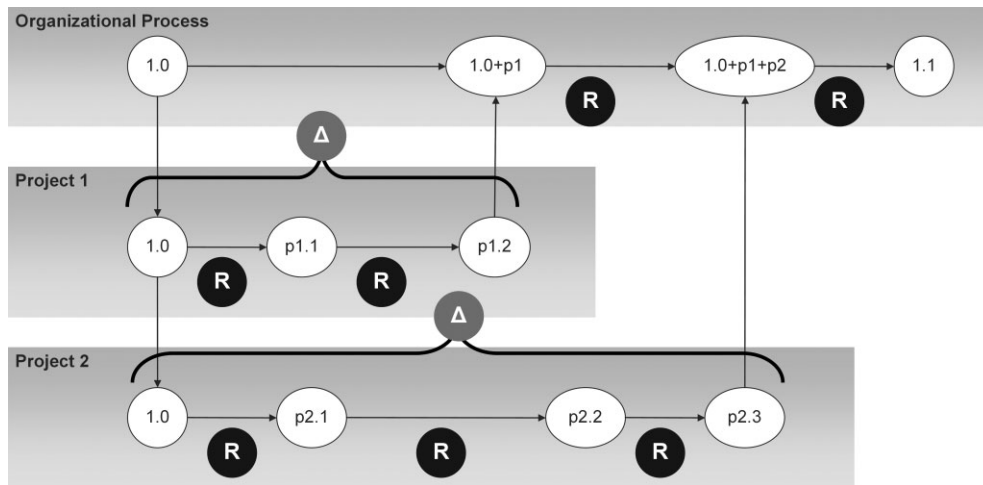 Organizational Process
1.0
1.0+p1
1.0+p1+p2
1.1
R
R
Δ
Project 1
1.0
p1.1
p1.2
R
R
Δ
Project 2
1.0
p2.1
p2.2
p2.3
R
R
R